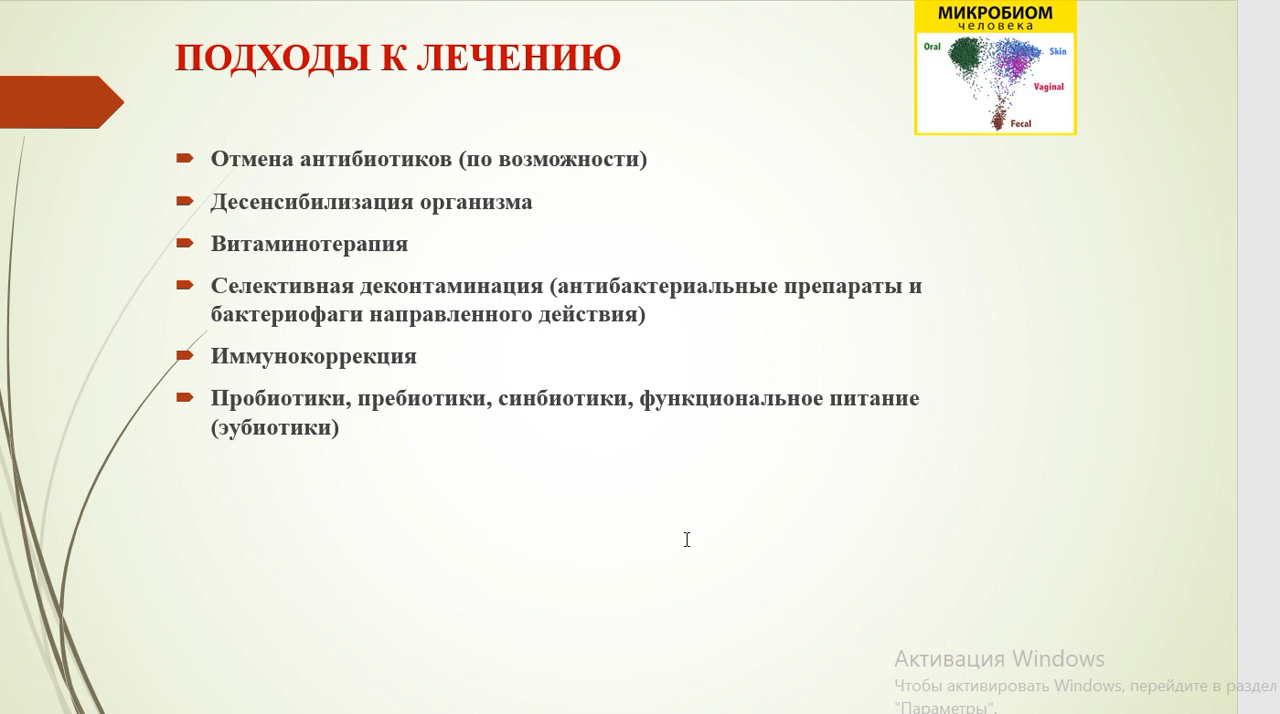 ПОДХОДЫ К ЛЕЧЕНИЮ
МИКРОБИОМ
человека
Oral
Skin
Vaginal
Fecal
Отмена антибиотиков (по возможности)
Десенсибилизация организма
Витаминотерапия
Селективная деконтаминация (антибактериальные препараты и
бактериофаги направленного действия)
Иммунокоррекция
Пробиотики, пребиотики, синбиотики, функциональное питание
(эубиотики)
Активация Windows
Чтобы активировать Windows, перейдите в раздел
"Параметры".